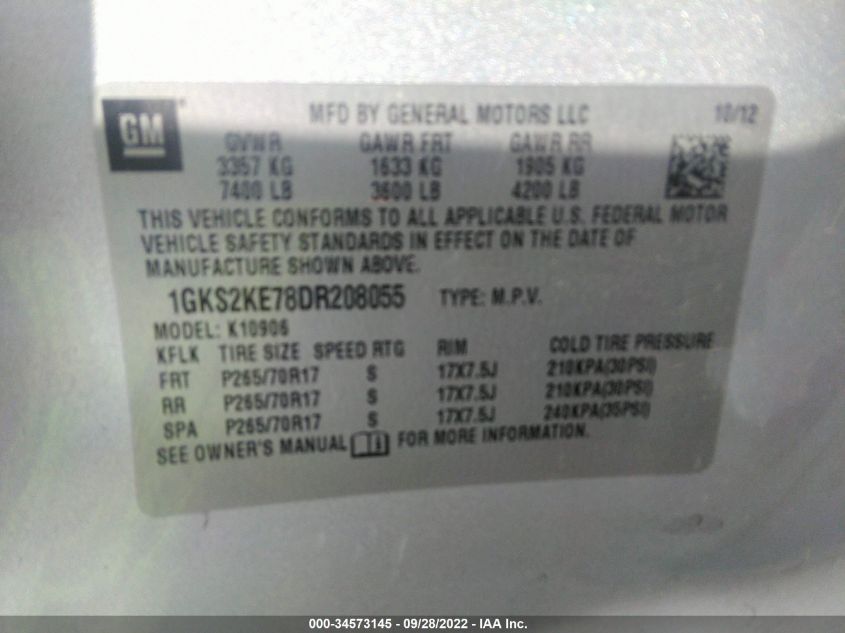 GM
MFD BY GENERAL MOTORS LLC 10/12
GVWR GAWR FRT GAWR RR
3357 KG 1633 KG 1905 KG
7400 LB 3600 LB 4200 LB
THIS VEHICLE CONFORMS TO ALL APPLICABLE U.S. FEDERAL MOTOR
VEHICLE SAFETY STANDARDS IN EFFECT ON THE DATE OF
MANUFACTURE SHOWN ABOVE.
1GKS2KE78DR208055 TYPE: M.P.V.
MODEL: K10906
KFLK TIRE SIZE SPEED RTG RIM COLD TIRE PRESSURE
FRT P265/70R17 S 17X7.5J 210KPA(30PSI)
RR P265/70R17 S 17X7.5J 210KPA(30PSI)
SPA P265/70R17 S 17X7.5J 240KPA(35PSI)
SEE OWNER'S MANUAL FOR MORE INFORMATION.
000-34573145 - 09/28/2022 - IAA Inc.